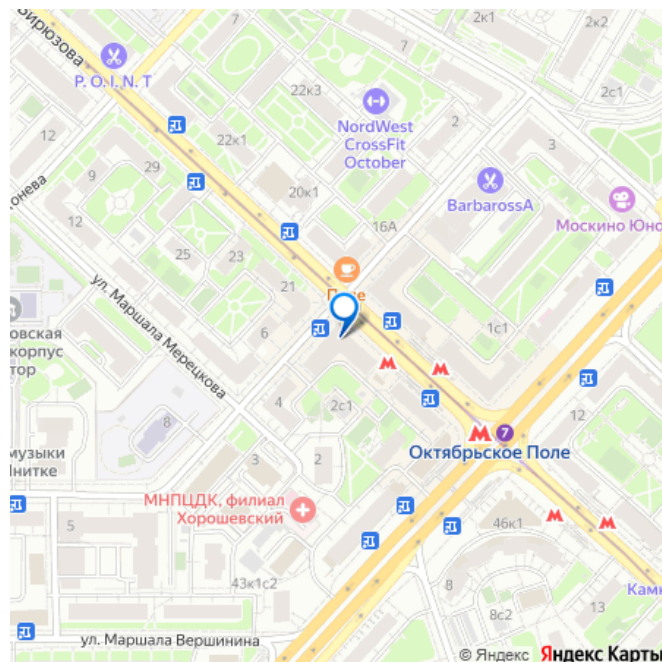 Бирюзова
P. O. I. N. T
2к1
7
7
22к3
2с1
NordWest
CrossFit
October
2
12
22к1
3
BarbarossA
9
29
20к1
Москино Юно
онева
12
16А
25
23
21
Поле
ул. Маршала Мерецкова
6
1с1
овская
корпус
тор
4
2с1
8
12
7
Октябрьское Поле
музыки
нитке
3
2
МНПЦДК, филиал
Хорошевский
5
46к1
43к1с2
8
8с2
Камн
13
ул. Маршала Вершинина
© Яндекс Яндекс Карты